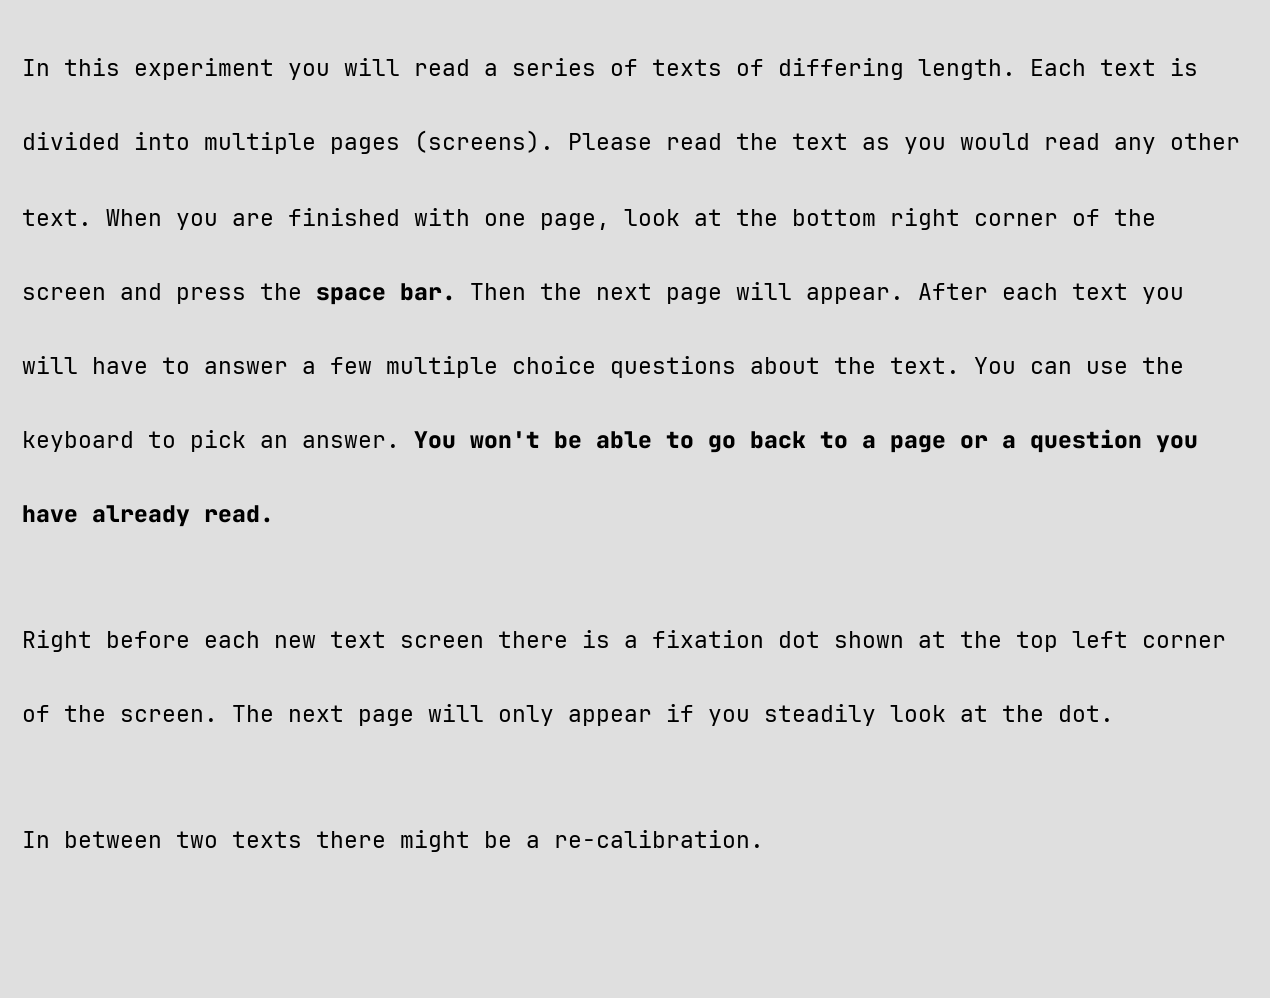 In this experiment you will read a series of texts of differing length. Each text is
divided into multiple pages (screens). Please read the text as you would read any other
text. When you are finished with one page, look at the bottom right corner of the
screen and press the space bar. Then the next page will appear. After each text you
will have to answer a few multiple choice questions about the text. You can use the
keyboard to pick an answer. You won't be able to go back to a page or a question you
have already read.
Right before each new text screen there is a fixation dot shown at the top left corner
of the screen. The next page will only appear if you steadily look at the dot.
In between two texts there might be a re-calibration.